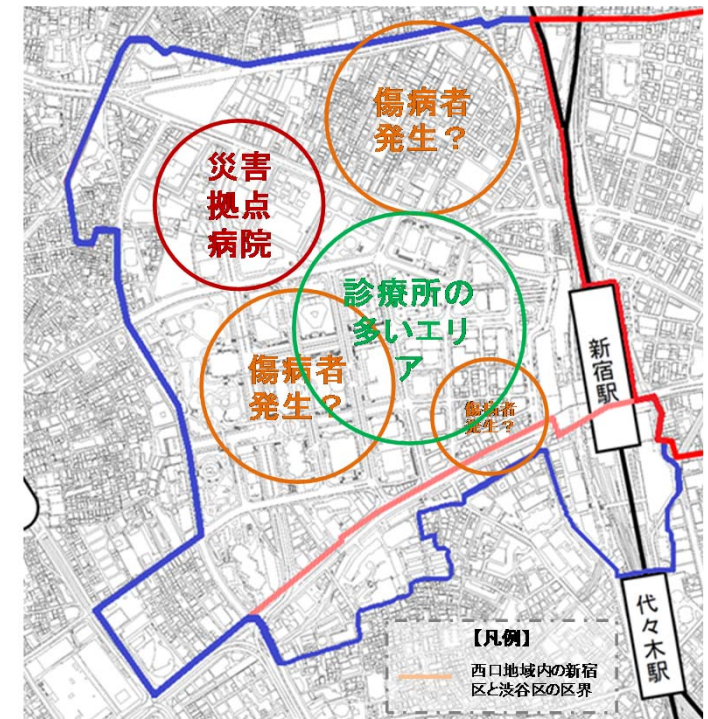 傷病者
発生？
災害
拠点
病院
診療所の
多いエリ
ア
傷病者
発生？
傷病者
発生？
新宿駅
代々木駅
【凡例】
西口地域内の新宿
区と渋谷区の区界